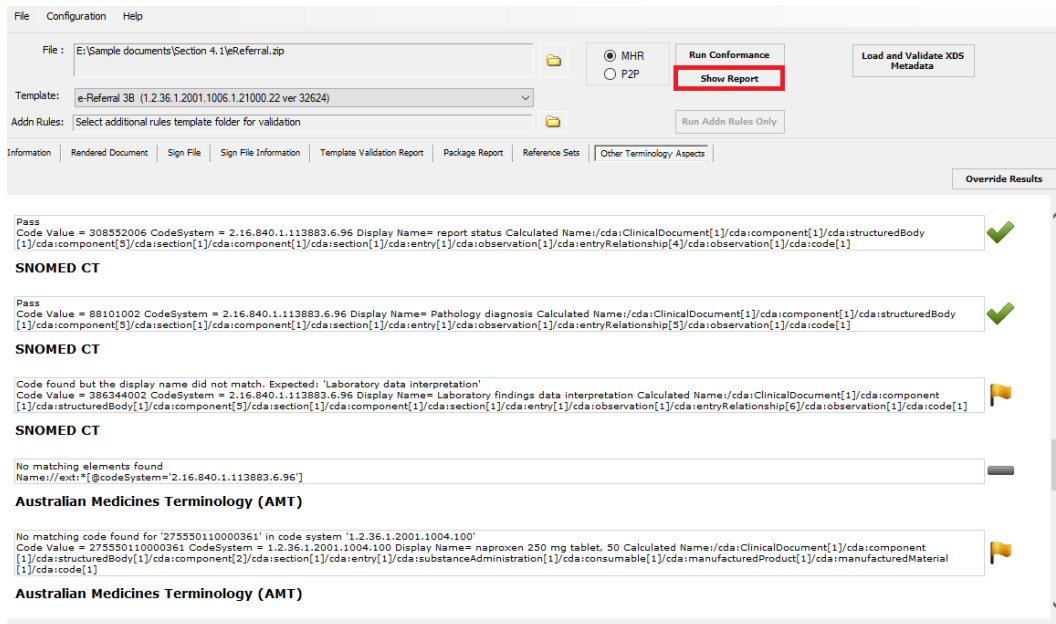 File Configuration Help
File : E:\Sample documents\Section 4.1\eReferral.zip
MHR
P2P
Run Conformance
Show Report
Load and Validate XDS
Metadata
Template: e-Referral 3B (1.2.36.1.2001.1006.1.21000.22 ver 32624)
Addn Rules: Select additional rules template folder for validation
Run Addn Rules Only
Information Rendered Document Sign File Sign File Information Template Validation Report Package Report Reference Sets Other Terminology Aspects
Override Results
Pass
Code Value = 308552006 CodeSystem = 2.16.840.1.113883.6.96 Display Name= report status Calculated Name:/cda:ClinicalDocument[1]/cda:component[1]/cda:structuredBody
[1]/cda:component[5]/cda:section[1]/cda:component[1]/cda:section[1]/cda:entry[1]/cda:observation[1]/cda:entryRelationship[4]/cda:observation[1]/cda:code[1]
SNOMED CT
Pass
Code Value = 88101002 CodeSystem = 2.16.840.1.113883.6.96 Display Name= Pathology diagnosis Calculated Name:/cda:ClinicalDocument[1]/cda:component[1]/cda:structuredBody
[1]/cda:component[5]/cda:section[1]/cda:component[1]/cda:section[1]/cda:entry[1]/cda:observation[1]/cda:entryRelationship[5]/cda:observation[1]/cda:code[1]
SNOMED CT
Code found but the display name did not match. Expected: 'Laboratory data interpretation'
Code Value = 386344002 CodeSystem = 2.16.840.1.113883.6.96 Display Name= Laboratory findings data interpretation Calculated Name:/cda:ClinicalDocument[1]/cda:component
[1]/cda:structuredBody[1]/cda:component[5]/cda:section[1]/cda:component[1]/cda:section[1]/cda:entry[1]/cda:observation[1]/cda:entryRelationship[6]/cda:observation[1]/cda:code[1]
SNOMED CT
No matching elements found
Name://ext:*[@codeSystem='2.16.840.1.113883.6.96']
Australian Medicines Terminology (AMT)
No matching code found for '275550110000361' in code system '1.2.36.1.2001.1004.100'
Code Value = 275550110000361 CodeSystem = 1.2.36.1.2001.1004.100 Display Name= naproxen 250 mg tablet, 50 Calculated Name:/cda:ClinicalDocument[1]/cda:component
[1]/cda:structuredBody[1]/cda:component[2]/cda:section[1]/cda:entry[1]/cda:substanceAdministration[1]/cda:consumable[1]/cda:manufacturedProduct[1]/cda:manufacturedMaterial
[1]/cda:code[1]
Australian Medicines Terminology (AMT)